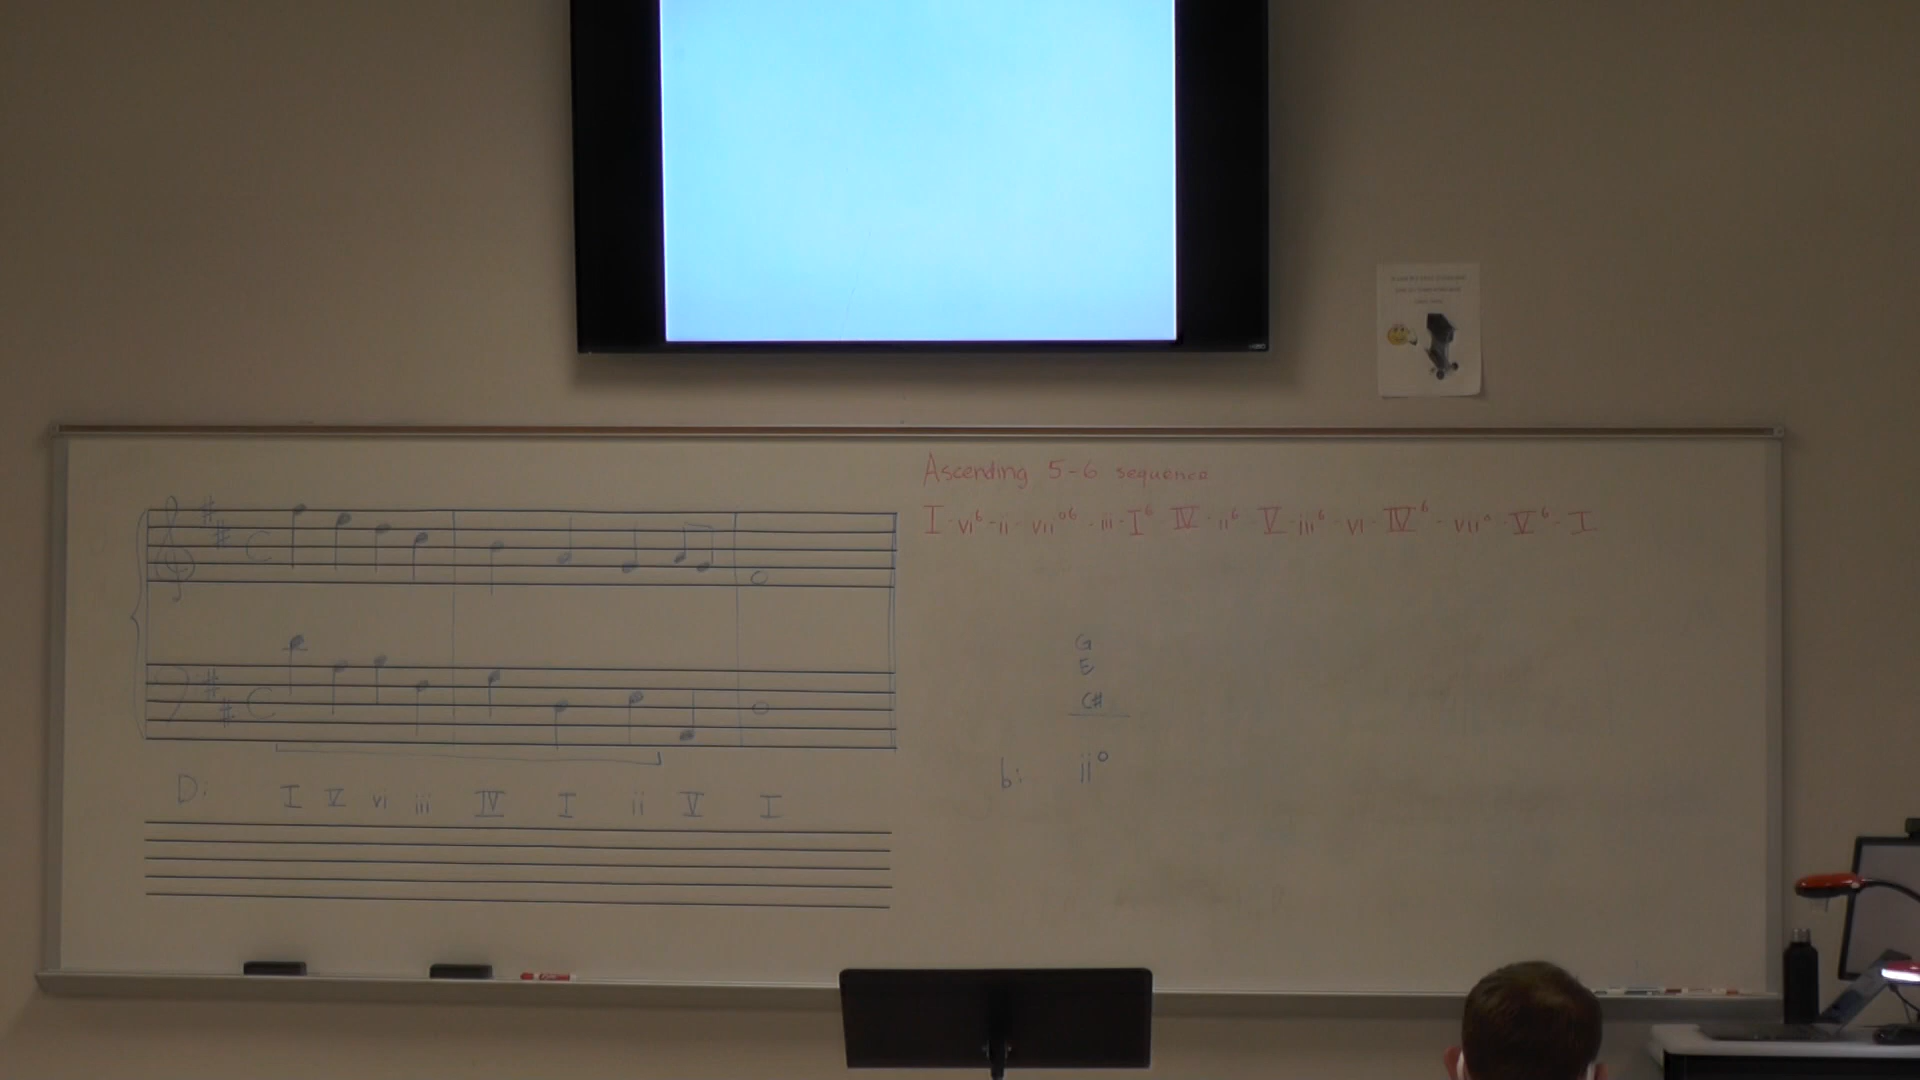 Ascending 5-6 sequence
I - vi⁶ - ii - vii°⁶ - iii - I⁶ IV - ii⁶ - V - iii⁶ - vi - IV⁶ - vii° - V⁶ - I
G
E
C#
b: ii°
D: I V vi iii IV I ii V I